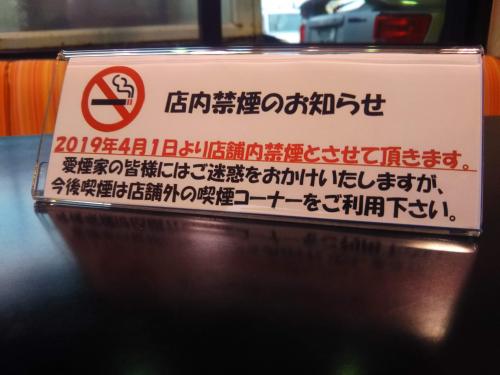 店内禁煙のお知らせ
2019年4月1日より店舗内禁煙とさせて頂きます。
愛煙家の皆様にはご迷惑をおかけいたしますが、
今後喫煙は店舗外の喫煙コーナーをご利用下さい。